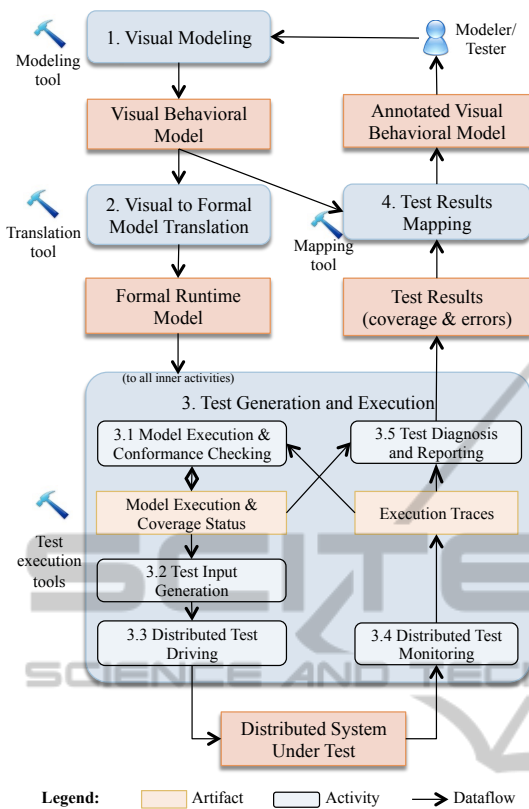 1. Visual Modeling
Modeler/
Tester
Modeling
tool
Visual Behavioral
Model
Annotated Visual
Behavioral Model
2. Visual to Formal
Model Translation
4. Test Results
Mapping
Translation
tool
Mapping
tool
Formal Runtime
Model
Test Results
(coverage & errors)
(to all inner activities)
3. Test Generation and Execution
3.1 Model Execution &
Conformance Checking
3.5 Test Diagnosis
and Reporting
Model Execution &
Coverage Status
Execution Traces
Test
execution
tools
3.2 Test Input
Generation
3.3 Distributed Test
Driving
3.4 Distributed Test
Monitoring
SCITE
SCIENCE AND TECH
Distributed System
Under Test
Legend:
Artifact
Activity
Dataflow